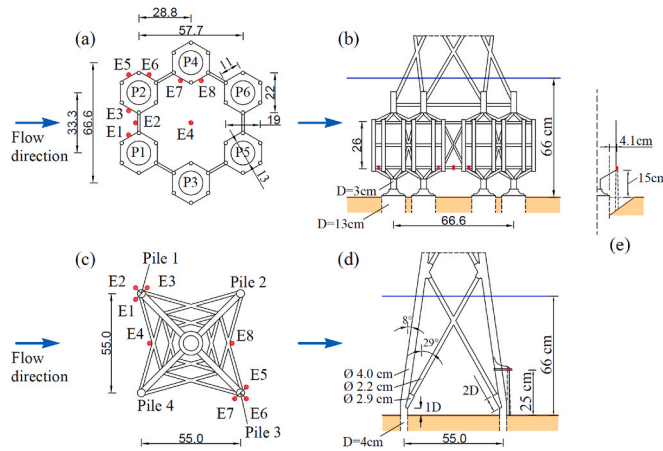 (a)
28.8
57.7
E5
E6
P4
11
P2
E7
E8
P6
22
E3
E2
E4
19
E1
66.6
33.3
P1
P5
13
P3
Flow
direction
(b)
26
66 cm
D=3cm
D=13cm
66.6
4.1cm
15cm
(e)
(c)
Pile 1
E2
E3
Pile 2
E1
E4
E8
55.0
E5
E7
E6
Pile 4
Pile 3
55.0
Flow
direction
(d)
8°
29°
Ø 4.0 cm
Ø 2.2 cm
Ø 2.9 cm
2D
1D
25 cm
66 cm
D=4cm
55.0